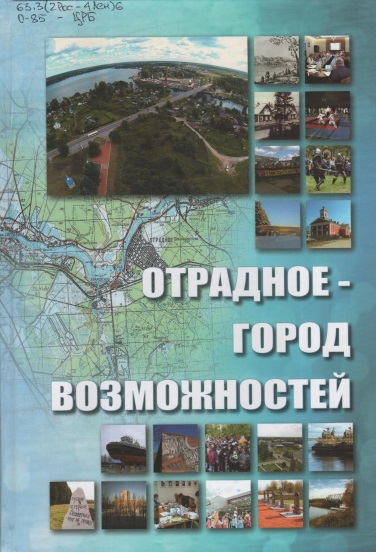 63.3(2Рос-4Лен)6
О-85 - ЦРБ
ОТРАДНОЕ -
ГОРОД
ВОЗМОЖНОСТЕЙ